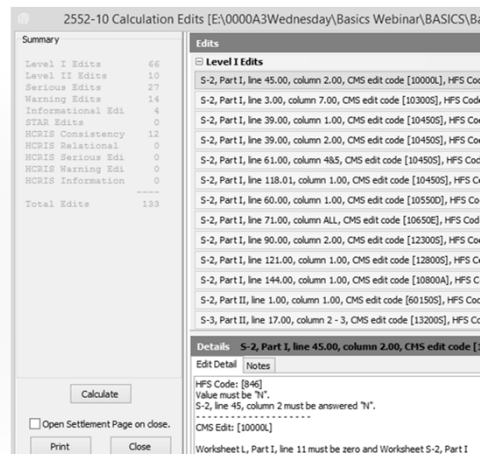 2552-10 Calculation Edits [E:\0000A3Wednesday\Basics Webinar\BASICS\Ba
Summary
Level I Edits 66
Level II Edits 10
Serious Edits 27
Warning Edits 14
Informational Edi 4
STAR Edits 0
HCRIS Consistency 12
HCRIS Relational 0
HCRIS Serious Edi 0
HCRIS Warning Edi 0
HCRIS Information 0
----
Total Edits 133
Calculate
Open Settlement Page on close.
Print Close
Edits
Level I Edits
S-2, Part I, line 45.00, column 2.00, CMS edit code [10000L], HFS Cod
S-2, Part I, line 3.00, column 7.00, CMS edit code [10300S], HFS Cod
S-2, Part I, line 39.00, column 1.00, CMS edit code [10450S], HFS Co
S-2, Part I, line 39.00, column 2.00, CMS edit code [10450S], HFS Co
S-2, Part I, line 61.00, column 4&5, CMS edit code [10450S], HFS Cod
S-2, Part I, line 118.01, column 1.00, CMS edit code [10450S], HFS C
S-2, Part I, line 60.00, column 1.00, CMS edit code [10550D], HFS Co
S-2, Part I, line 71.00, column ALL, CMS edit code [10650E], HFS Cod
S-2, Part I, line 90.00, column 2.00, CMS edit code [12300S], HFS Co
S-2, Part I, line 121.00, column 1.00, CMS edit code [12800S], HFS C
S-2, Part I, line 144.00, column 1.00, CMS edit code [10800A], HFS C
S-2, Part II, line 1.00, column 1.00, CMS edit code [60150S], HFS Coc
S-3, Part II, line 17.00, column 2 - 3, CMS edit code [13200S], HFS C
Details S-2, Part I, line 45.00, column 2.00, CMS edit code [1
Edit Detail Notes
HFS Code: [846]
Value must be "N".
S-2, line 45, column 2 must be answered "N".
- - - - - - - - - - - - - - - - - - - -
CMS Edit: [10000L]
Worksheet L, Part I, line 11 must be zero and Worksheet S-2, Part I